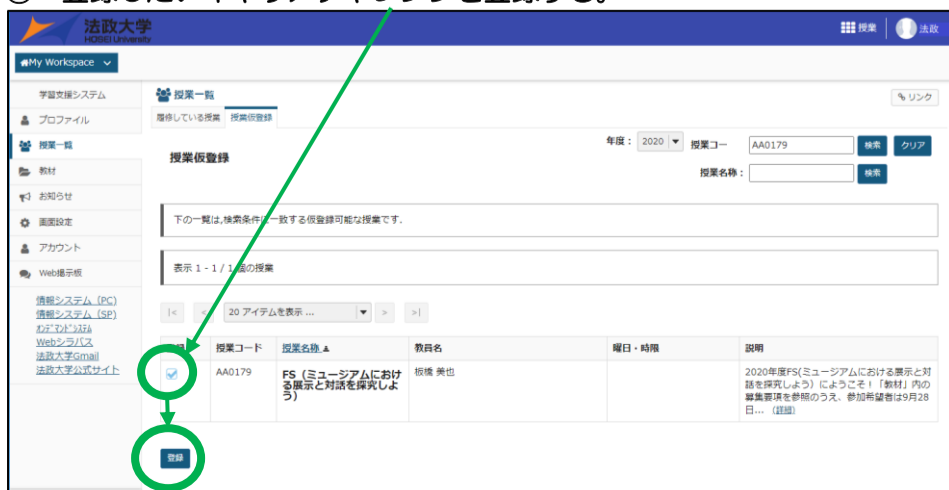 法政大学
HOSEI University
授業
法政
My Workspace
学習支援システム
プロファイル
授業一覧
教材
お知らせ
画面設定
アカウント
Web掲示板
情報システム (PC)
情報システム (SP)
ｵﾝﾃﾞﾏﾝﾄﾞｼｽﾃﾑ
Webシラバス
法政大学Gmail
法政大学公式サイト
授業一覧
リンク
履修している授業 授業仮登録
授業仮登録
年度： 2020 授業コー AA0179 検索 クリア
授業名称： 検索
下の一覧は,検索条件に一致する仮登録可能な授業です.
表示 1 - 1 / 1 個の授業
|< < 20 アイテムを表示 ... > >|
授業コード 授業名称 教員名 曜日・時限 説明
AA0179
FS（ミュージアムにおけ
る展示と対話を探究しよ
う）
板橋 美也
2020年度FS(ミュージアムにおける展示と対
話を探究しよう）にようこそ！「教材」内の
募集要項を参照のうえ、参加希望者は9月28
日... (詳細)
登録